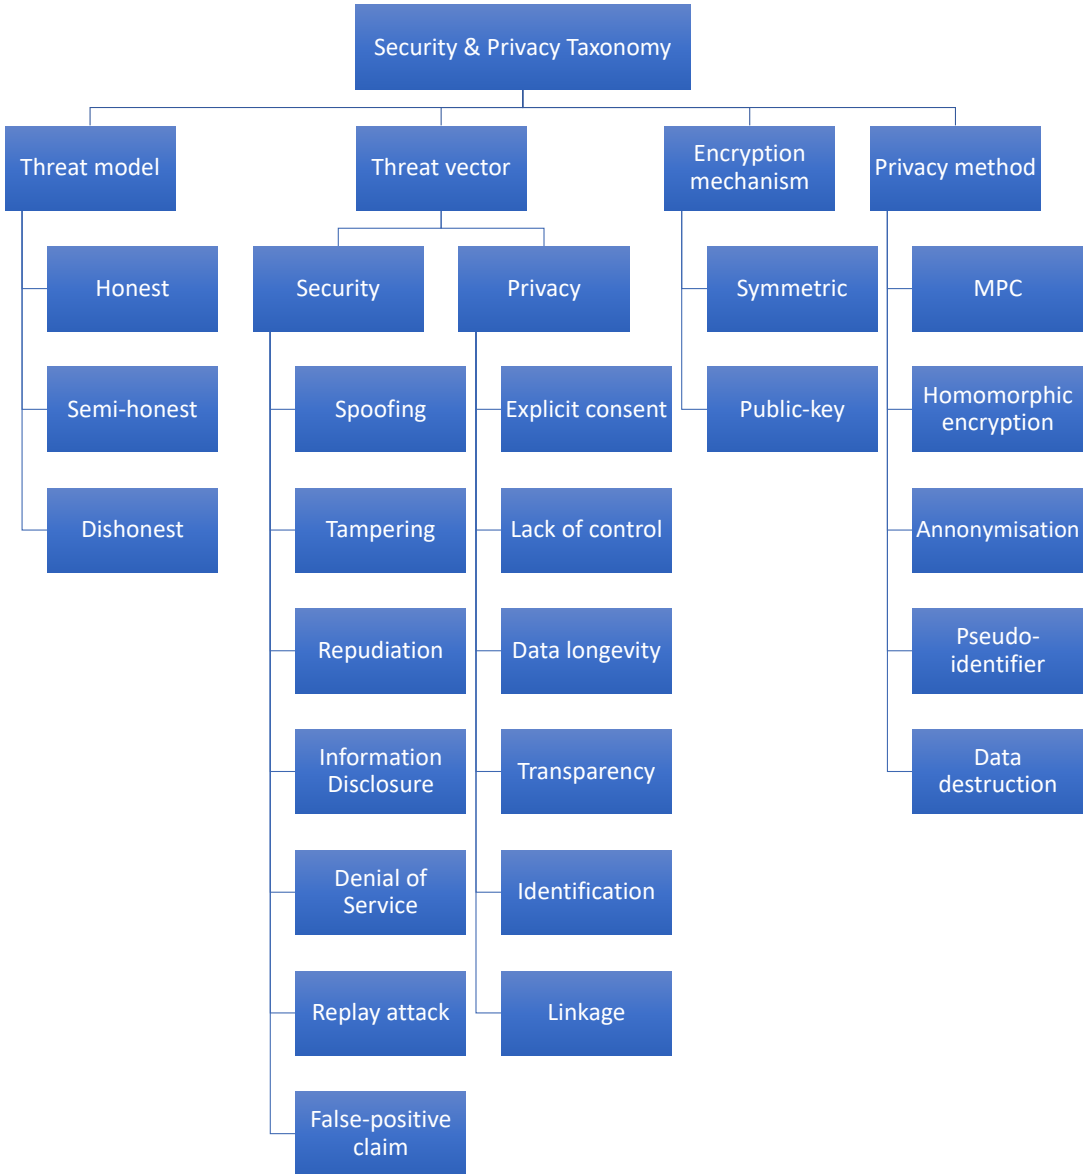 Security & Privacy Taxonomy
Threat model
Threat vector
Encryption
mechanism
Privacy method
Honest
Security
Privacy
Symmetric
MPC
Semi-honest
Spoofing
Explicit consent
Public-key
Homomorphic
encryption
Dishonest
Tampering
Lack of control
Annonymisation
Repudiation
Data longevity
Pseudo-
identifier
Information
Disclosure
Transparency
Data
destruction
Denial of
Service
Identification
Replay attack
Linkage
False-positive
claim